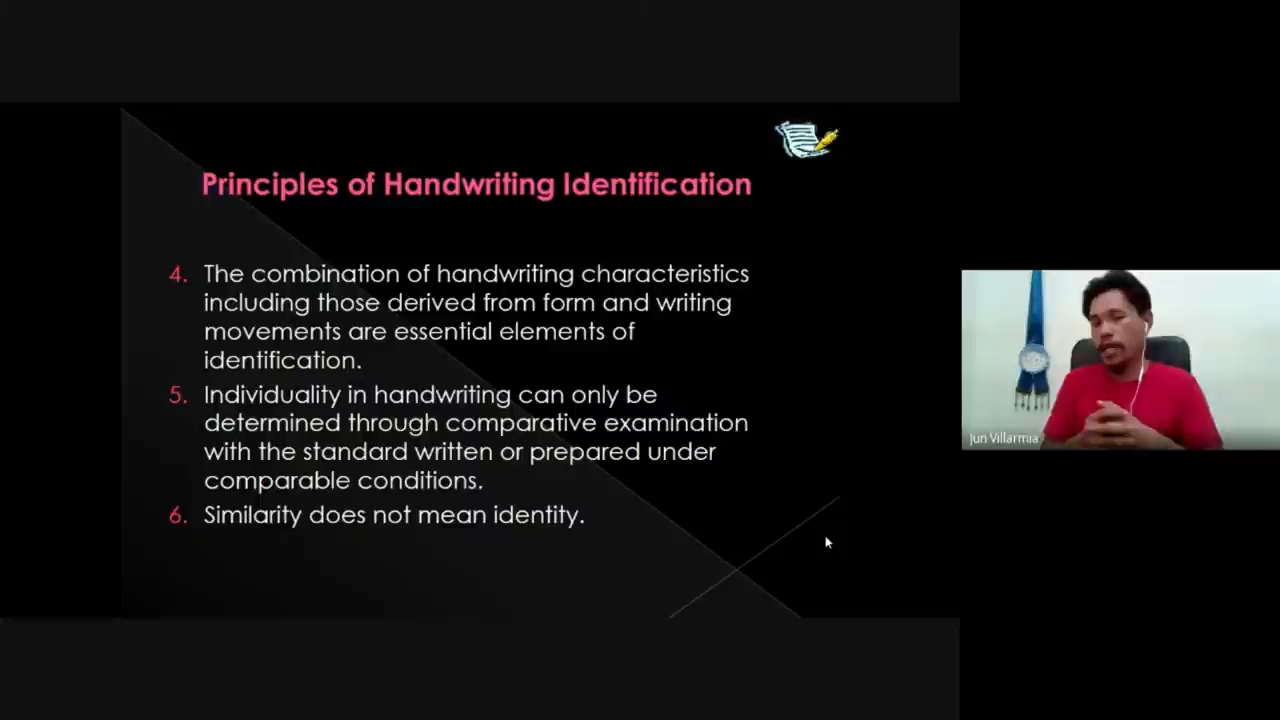 Principles of Handwriting Identification
4. The combination of handwriting characteristics
including those derived from form and writing
movements are essential elements of
identification.
5. Individuality in handwriting can only be
determined through comparative examination
with the standard written or prepared under
comparable conditions.
6. Similarity does not mean identity.
Jun Villarmia